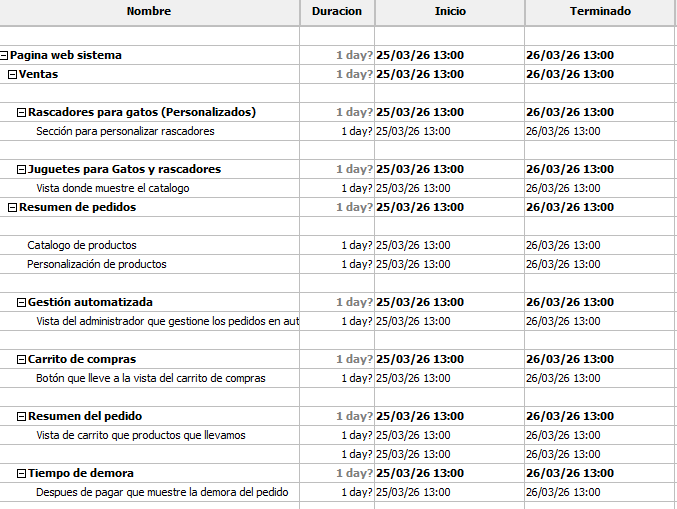 Nombre Duracion Inicio Terminado
Pagina web sistema 1 day? 25/03/26 13:00 26/03/26 13:00
Ventas 1 day? 25/03/26 13:00 26/03/26 13:00
Rascadores para gatos (Personalizados) 1 day? 25/03/26 13:00 26/03/26 13:00
Sección para personalizar rascadores 1 day? 25/03/26 13:00 26/03/26 13:00
Juguetes para Gatos y rascadores 1 day? 25/03/26 13:00 26/03/26 13:00
Vista donde muestre el catalogo 1 day? 25/03/26 13:00 26/03/26 13:00
Resumen de pedidos 1 day? 25/03/26 13:00 26/03/26 13:00
Catalogo de productos 1 day? 25/03/26 13:00 26/03/26 13:00
Personalización de productos 1 day? 25/03/26 13:00 26/03/26 13:00
Gestión automatizada 1 day? 25/03/26 13:00 26/03/26 13:00
Vista del administrador que gestione los pedidos en aut 1 day? 25/03/26 13:00 26/03/26 13:00
Carrito de compras 1 day? 25/03/26 13:00 26/03/26 13:00
Botón que lleve a la vista del carrito de compras 1 day? 25/03/26 13:00 26/03/26 13:00
Resumen del pedido 1 day? 25/03/26 13:00 26/03/26 13:00
Vista de carrito que productos que llevamos 1 day? 25/03/26 13:00 26/03/26 13:00
1 day? 25/03/26 13:00 26/03/26 13:00
Tiempo de demora 1 day? 25/03/26 13:00 26/03/26 13:00
Despues de pagar que muestre la demora del pedido 1 day? 25/03/26 13:00 26/03/26 13:00